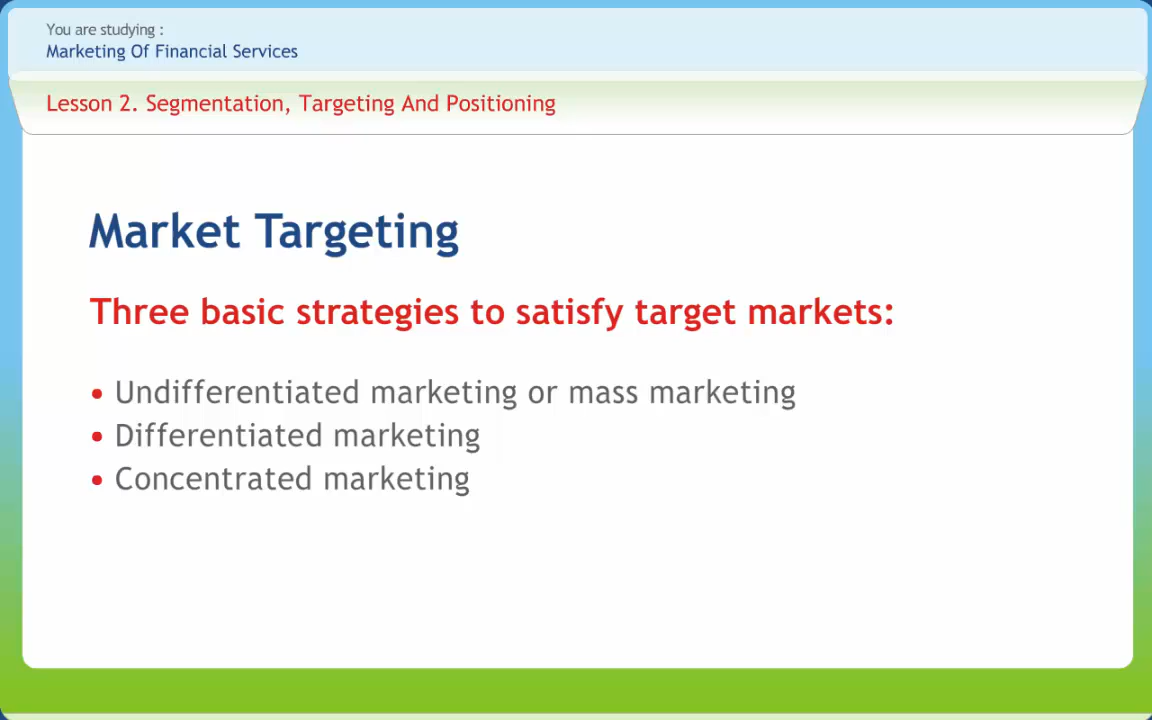 You are studying :
Marketing Of Financial Services
Lesson 2. Segmentation, Targeting And Positioning
Market Targeting
Three basic strategies to satisfy target markets:
• Undifferentiated marketing or mass marketing
• Differentiated marketing
• Concentrated marketing